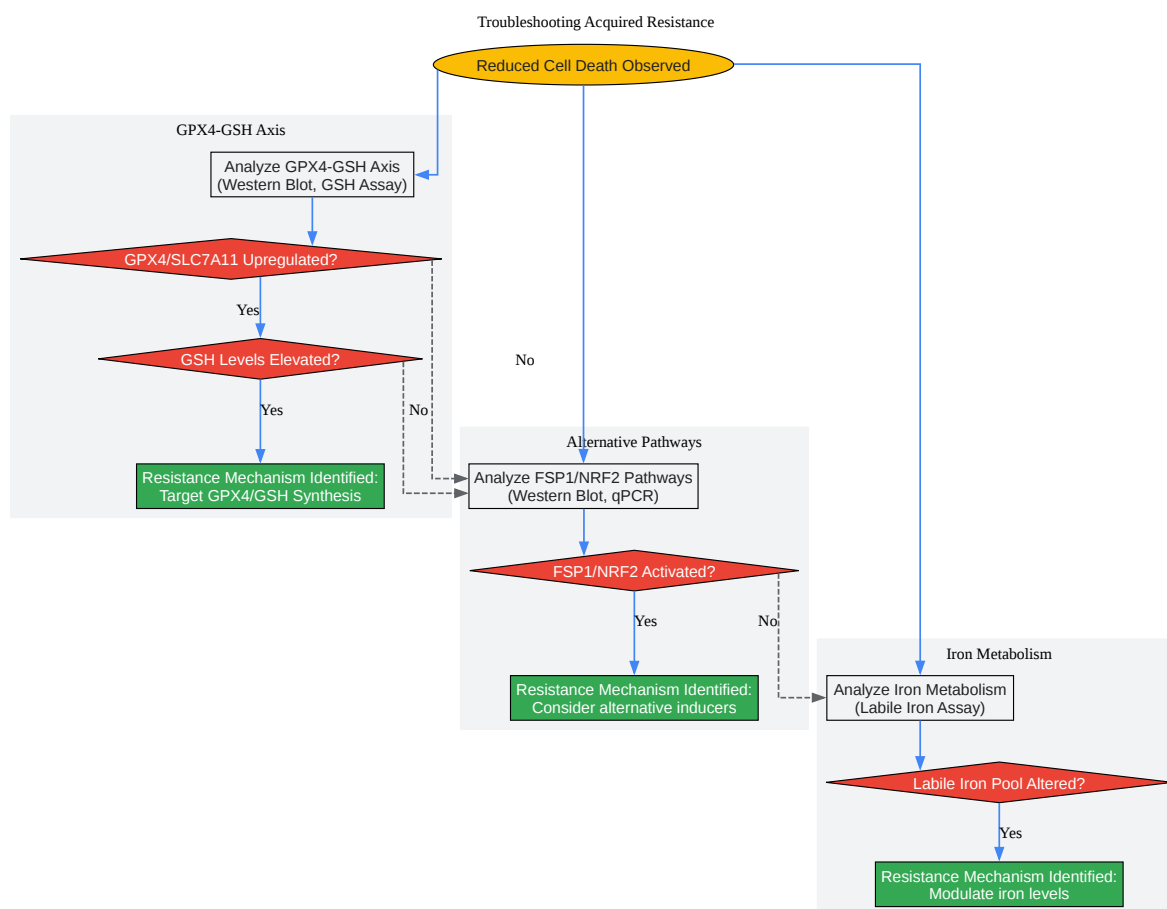 Troubleshooting Acquired Resistance
Reduced Cell Death Observed
GPX4-GSH Axis
Analyze GPX4-GSH Axis
(Western Blot, GSH Assay)
GPX4/SLC7A11 Upregulated?
Yes
GSH Levels Elevated?
No
Yes
No
Resistance Mechanism Identified:
Target GPX4/GSH Synthesis
Alternative Pathways
Analyze FSP1/NRF2 Pathways
(Western Blot, qPCR)
FSP1/NRF2 Activated?
Yes
No
Resistance Mechanism Identified:
Consider alternative inducers
Iron Metabolism
Analyze Iron Metabolism
(Labile Iron Assay)
Labile Iron Pool Altered?
Yes
Resistance Mechanism Identified:
Modulate iron levels